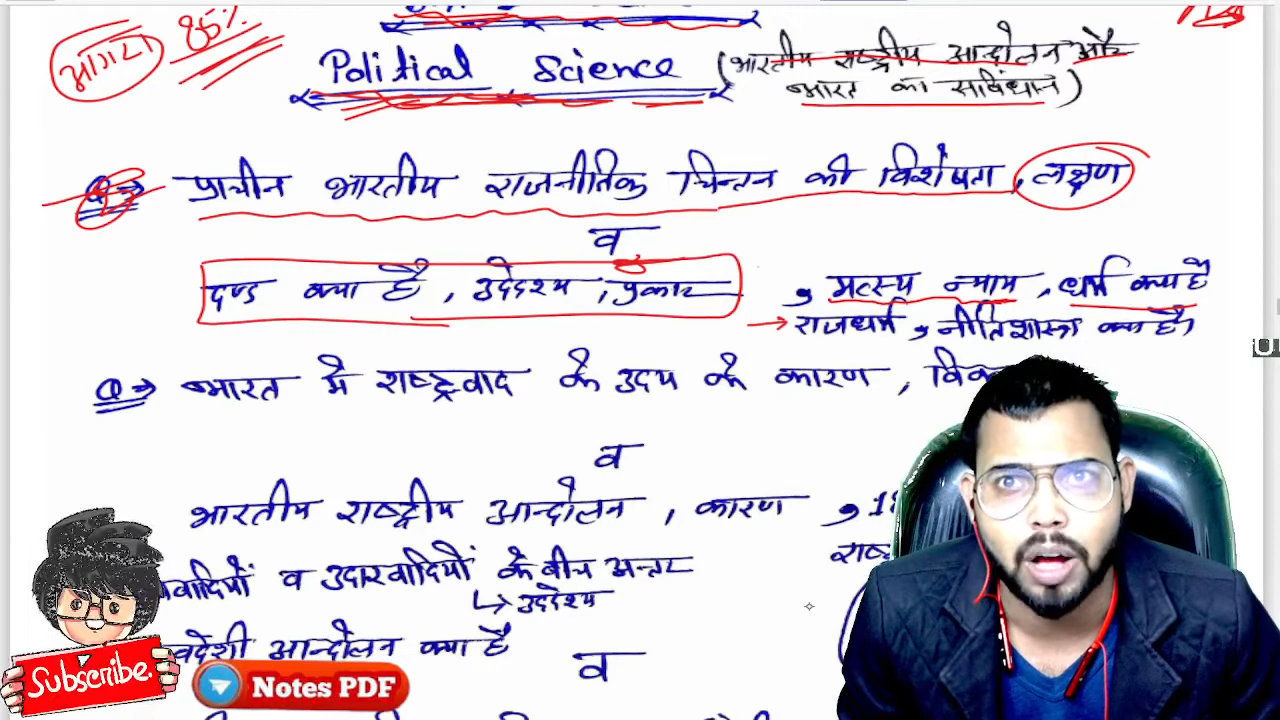 आगरा 85%
Political Science (भारतीय राष्ट्रीय आन्दोलन और
भारत का संविधान)
Q⇒ प्राचीन भारतीय राजनीतिक चिन्तन की विशेषता, लक्षण
व
दण्ड क्या है, उद्देश्य, प्रकार, मत्स्य न्याय, धर्म क्या है
→ राजधर्म, नीतिशास्त्र क्या है।
Q⇒ भारत में राष्ट्रवाद के उदय के कारण,
व
भारतीय राष्ट्रीय आन्दोलन, कारण,
व उदारवादियों के बीच अन्तर
↳ उद्देश्य
आन्दोलन क्या है
व
Subscribe.
Notes PDF